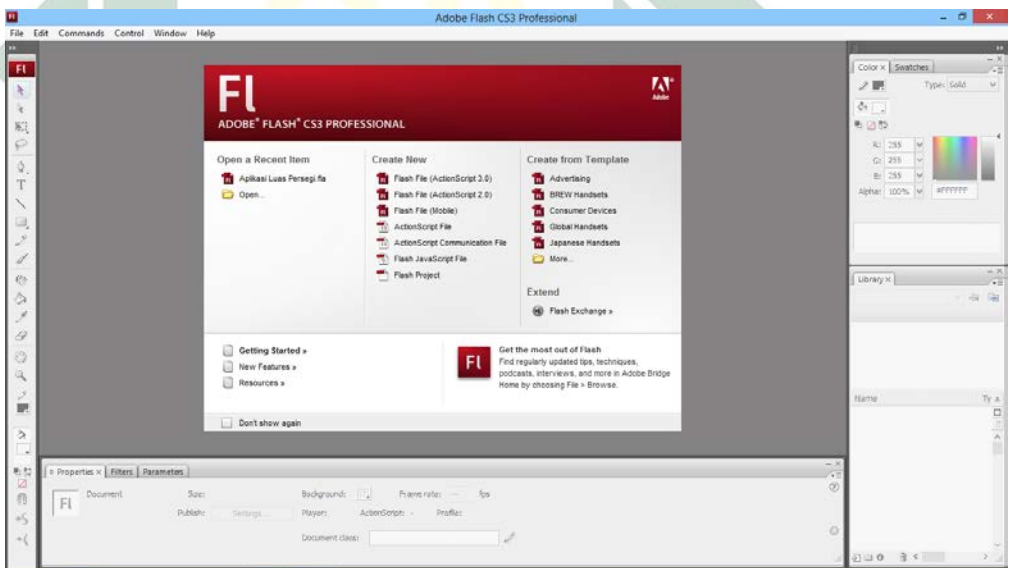 Adobe Flash CS3 Professional
File Edit Commands Control Window Help
Fl
Fl
Adobe
ADOBE® FLASH® CS3 PROFESSIONAL
Open a Recent Item
Aplikasi Luas Persegi.fla
Open...
Create New
Flash File (ActionScript 3.0)
Flash File (ActionScript 2.0)
Flash File (Mobile)
ActionScript File
ActionScript Communication File
Flash JavaScript File
Flash Project
Create from Template
Advertising
BREW Handsets
Consumer Devices
Global Handsets
Japanese Handsets
More...
Extend
Flash Exchange »
Getting Started »
New Features »
Resources »
Fl
Get the most out of Flash
Find regularly updated tips, techniques,
podcasts, interviews, and more in Adobe Bridge
Home by choosing File > Browse.
Don't show again
Color × Swatches
Type: Solid
R: 255
G: 255
B: 255
Alpha: 100% #FFFFFF
Library ×
Name Ty
Properties × Filters Parameters
Fl
Document Size: Background: Frame rate: fps
Publish: Settings... Player: ActionScript: Profile:
Document class: